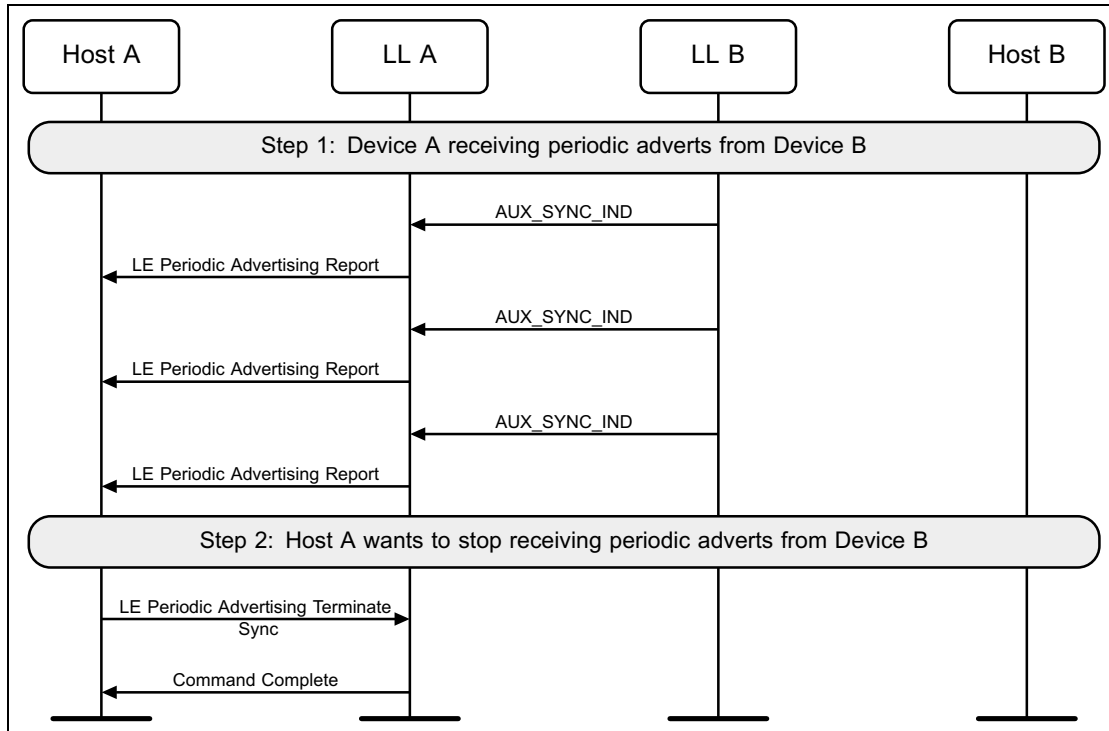 Host A
LL A
LL B
Host B
Step 1: Device A receiving periodic adverts from Device B
AUX_SYNC_IND
LE Periodic Advertising Report
AUX_SYNC_IND
LE Periodic Advertising Report
AUX_SYNC_IND
LE Periodic Advertising Report
Step 2: Host A wants to stop receiving periodic adverts from Device B
LE Periodic Advertising Terminate
Sync
Command Complete